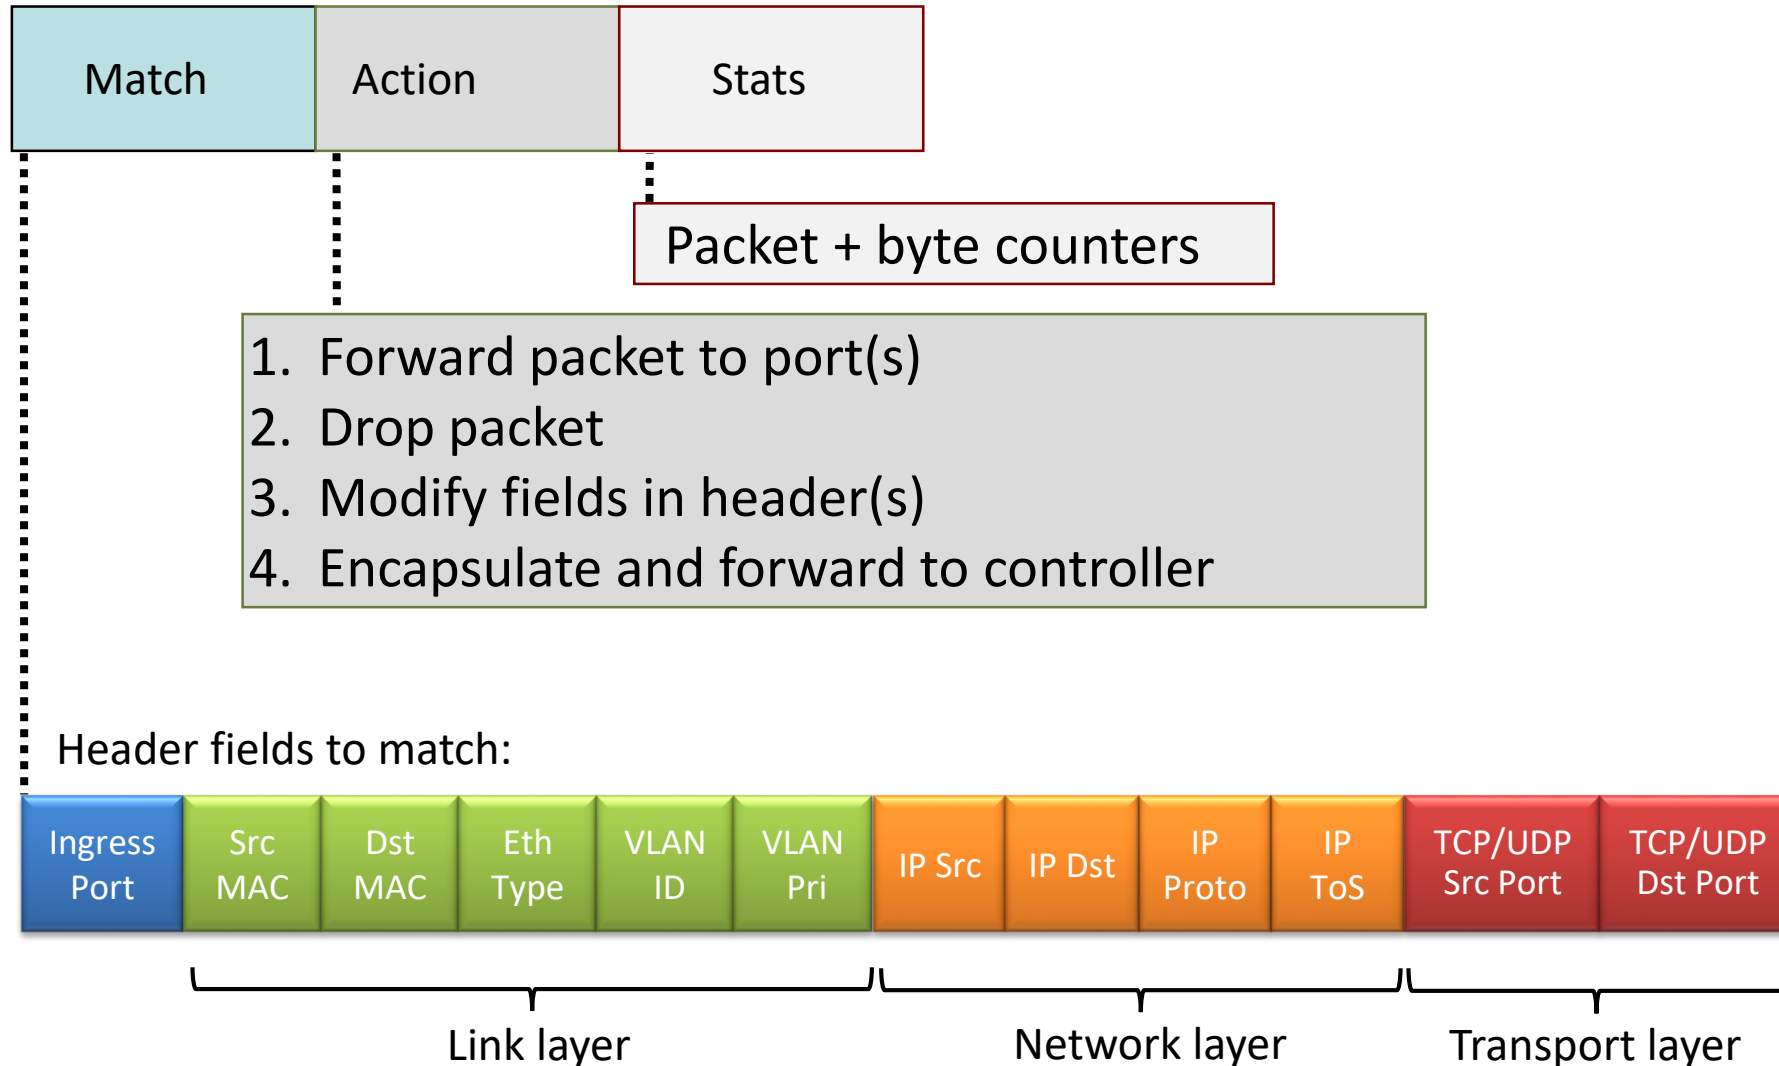 Match
Action
Stats
Packet + byte counters
1. Forward packet to port(s)
2. Drop packet
3. Modify fields in header(s)
4. Encapsulate and forward to controller
Header fields to match:
Ingress
Port
Src
MAC
Dst
MAC
Eth
Type
VLAN
ID
VLAN
Pri
IP Src
IP Dst
IP
Proto
IP
ToS
TCP/UDP
Src Port
TCP/UDP
Dst Port
Link layer
Network layer
Transport layer